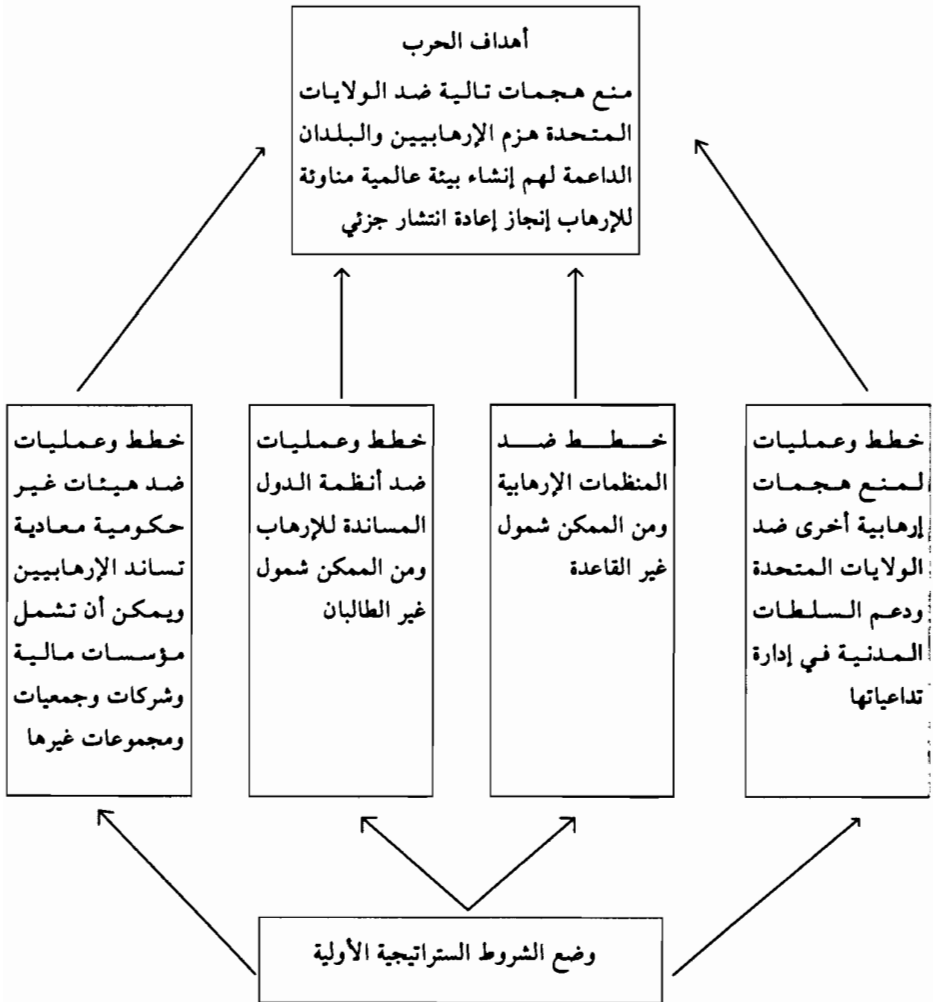 أهداف الحرب
منع هجمات تالية ضد الولايات
المتحدة هزم الإرهابيين والبلدان
الداعمة لهم إنشاء بيئة عالمية مناوئة
للإرهاب إنجاز إعادة انتشار جزئي
خطط وعمليات
لمنع هجمات
إرهابية أخرى ضد
الولايات المتحدة
ودعم السلطات
المدنية في إدارة
تداعياتها
خطط ضد
المنظمات الإرهابية
ومن الممكن شمول
غير القاعدة
خطط وعمليات
ضد أنظمة الدول
المساندة للإرهاب
ومن الممكن شمول
غير الطالبان
خطط وعمليات
ضد هيئات غير
حكومية معادية
تساند الإرهابيين
ويمكن أن تشمل
مؤسسات مالية
وشركات وجمعيات
ومجموعات غيرها
وضع الشروط الستراتيجية الأولية